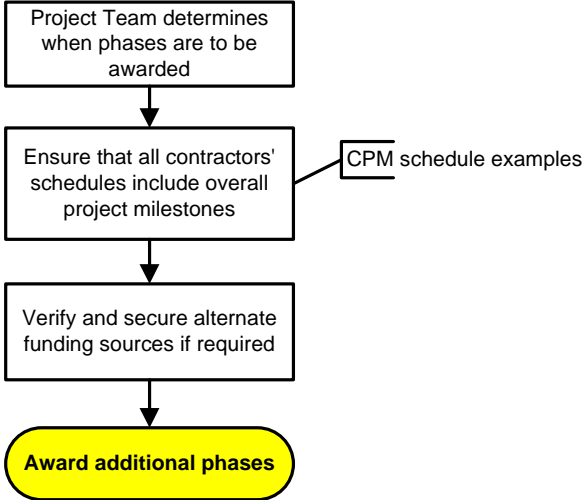 Project Team determines
when phases are to be
awarded
Ensure that all contractors'
schedules include overall
project milestones
CPM schedule examples
Verify and secure alternate
funding sources if required
Award additional phases